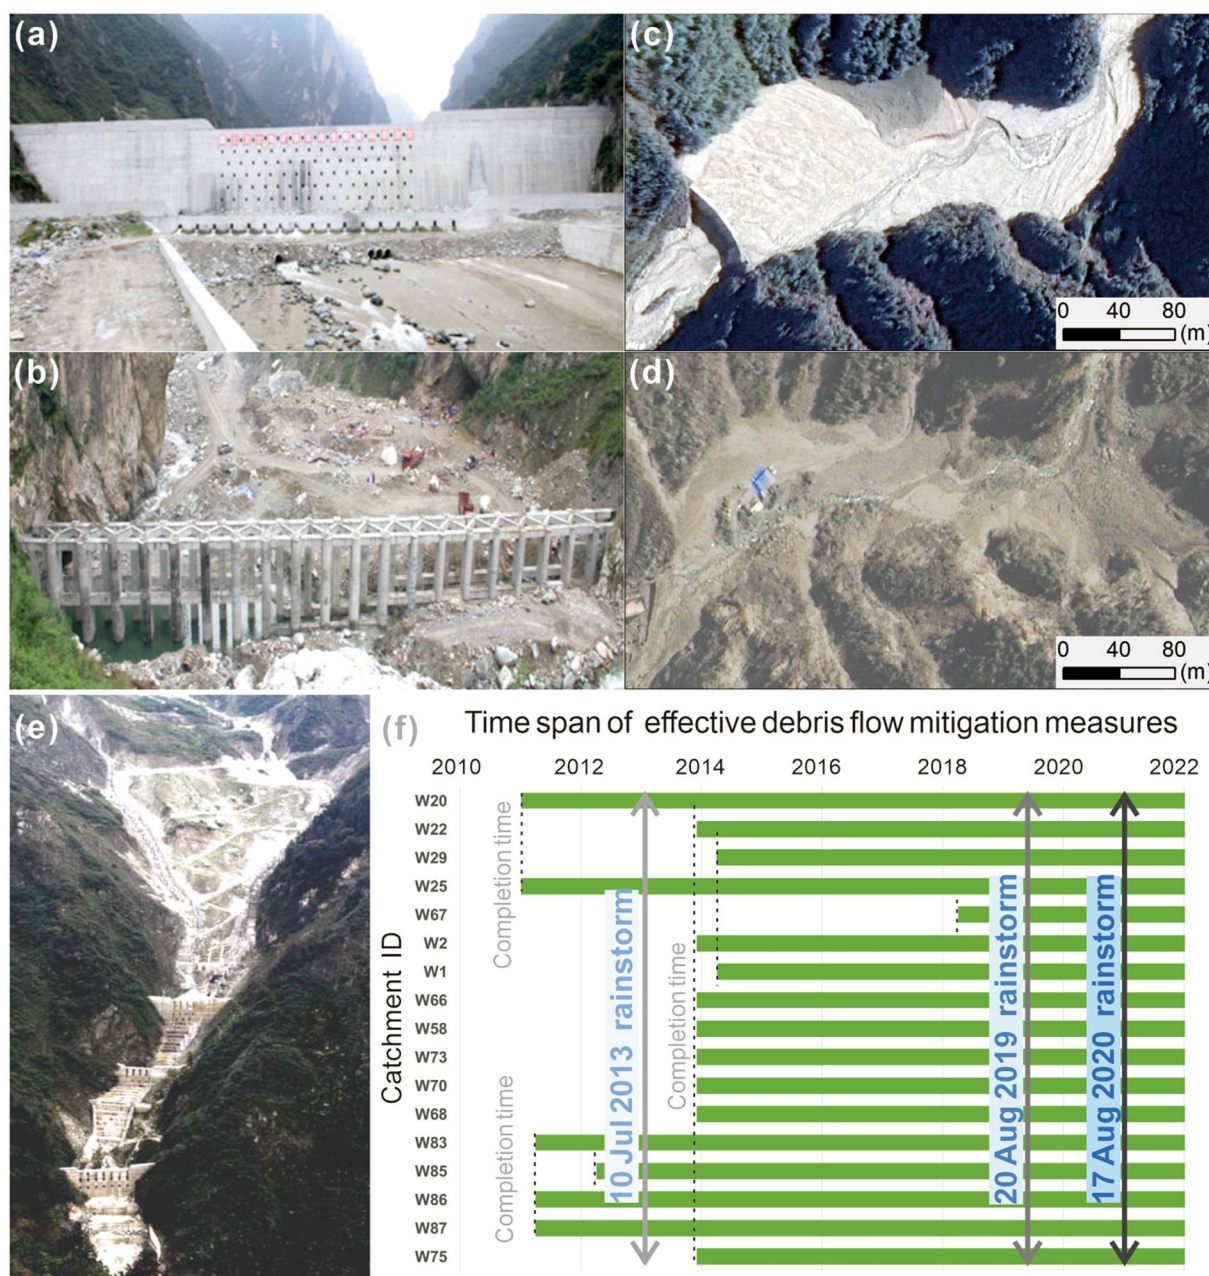 (a)
(c)
0 40 80
(m)
(b)
(d)
0 40 80
(m)
(e)
(f)
Time span of effective debris flow mitigation measures
2010 2012 2014 2016 2018 2020 2022
Catchment ID
W20
W22
W29
W25
W67
W2
W1
W66
W58
W73
W70
W68
W83
W85
W86
W87
W75
Completion time
Completion time
Completion time
10 Jul 2013 rainstorm
20 Aug 2019 rainstorm
17 Aug 2020 rainstorm